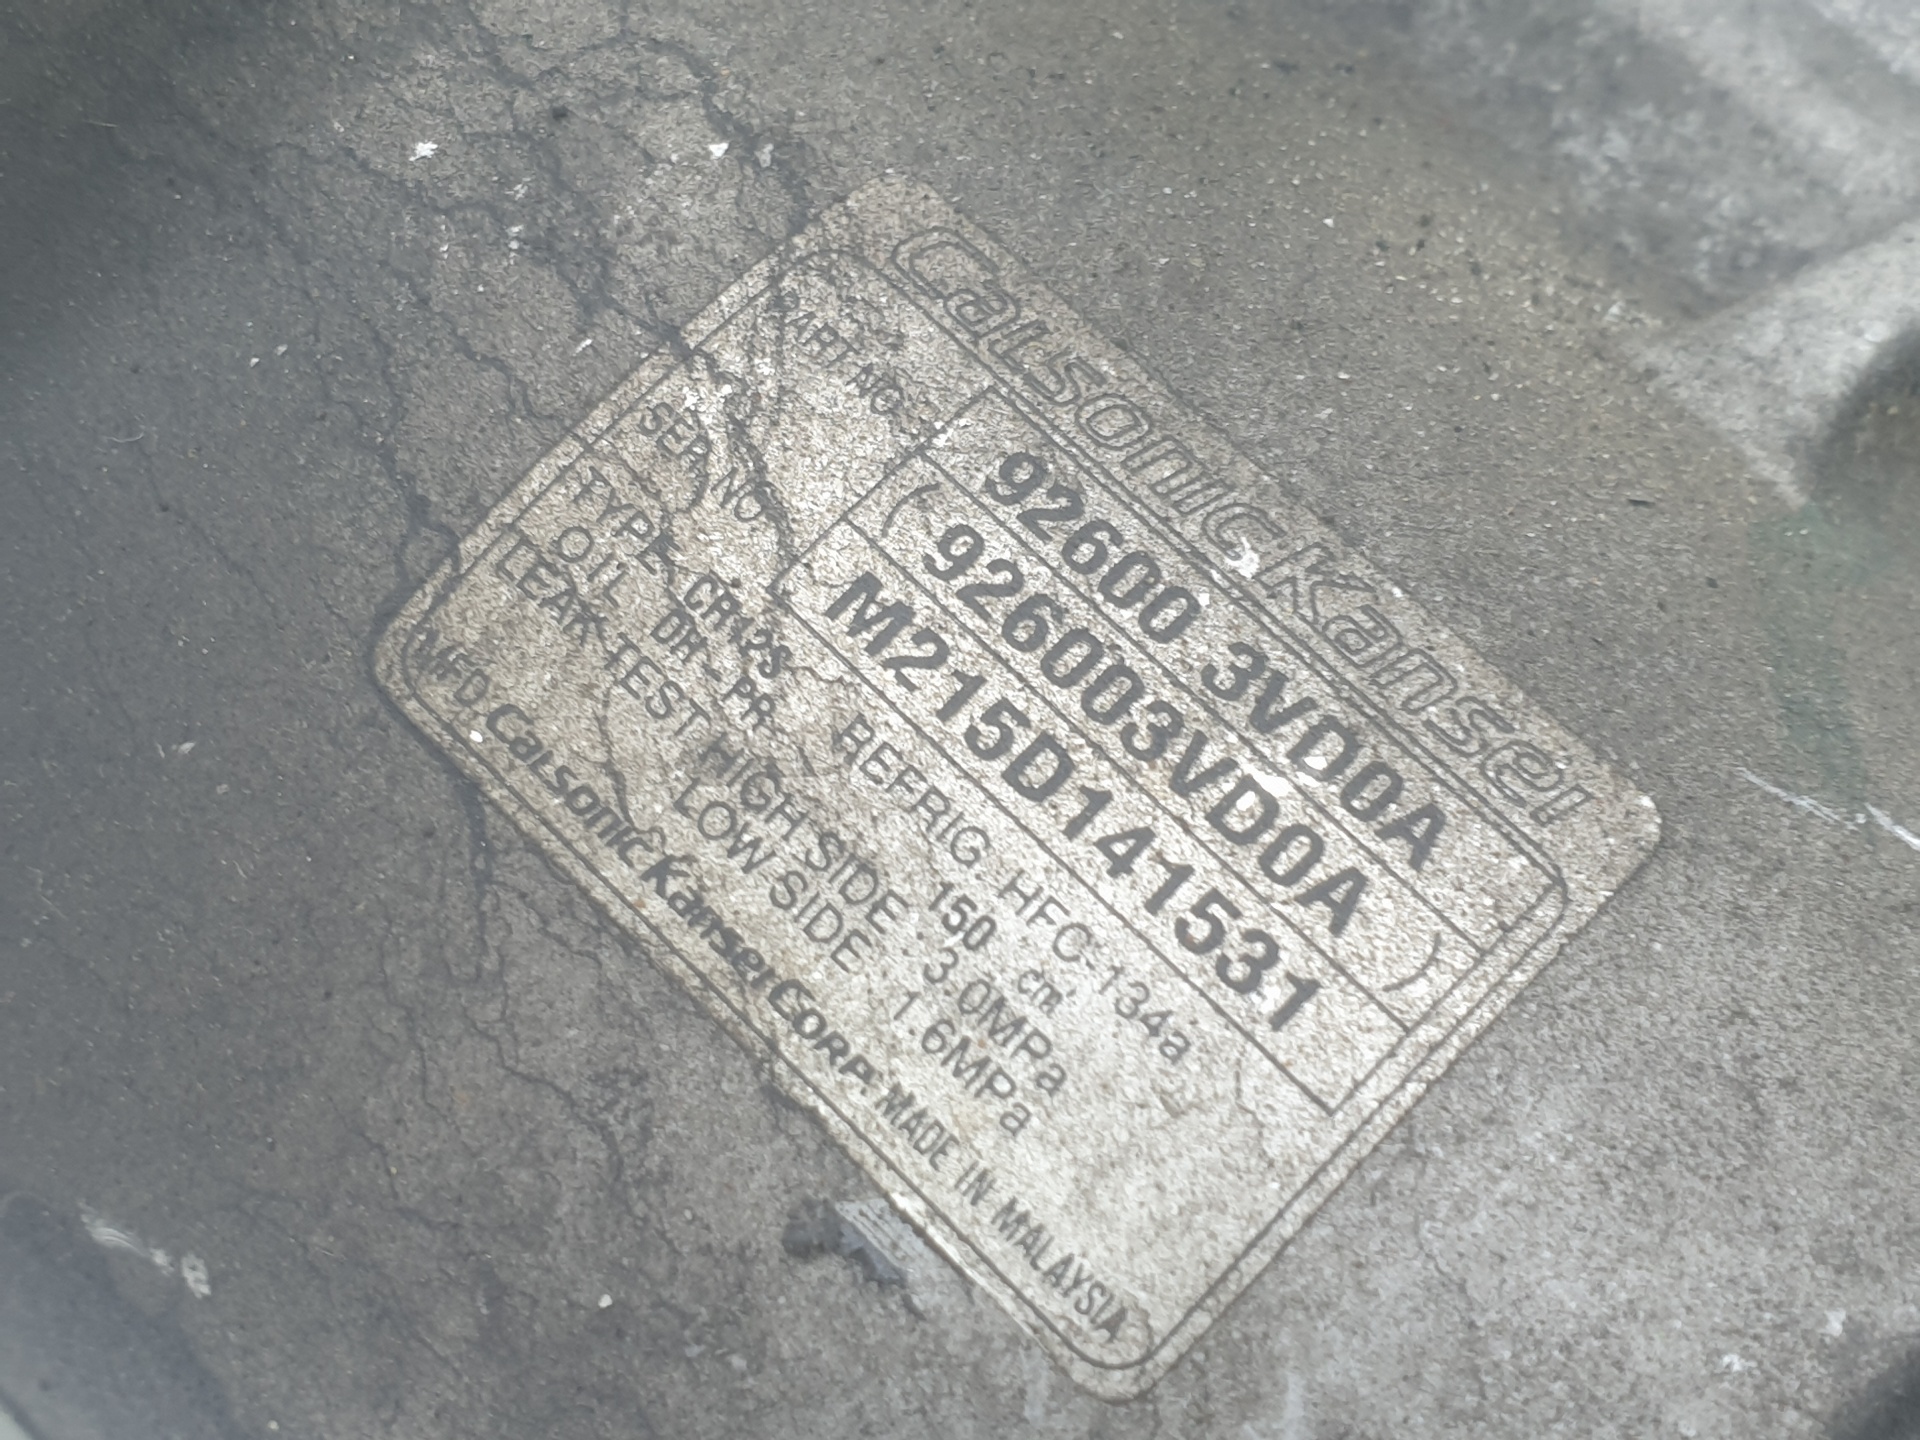 CalsonicKansei
PART NO. 92600 3VD0A
( 926003VD0A )
SER. NO. M215D141531
TYPE CR12S REFRIG. HFC-134a
OIL DH-PR 150 cm³
LEAK TEST HIGH SIDE : 3.0MPa
LOW SIDE : 1.6MPa
MFD. CalsonicKansei CORP. MADE IN MALAYSIA